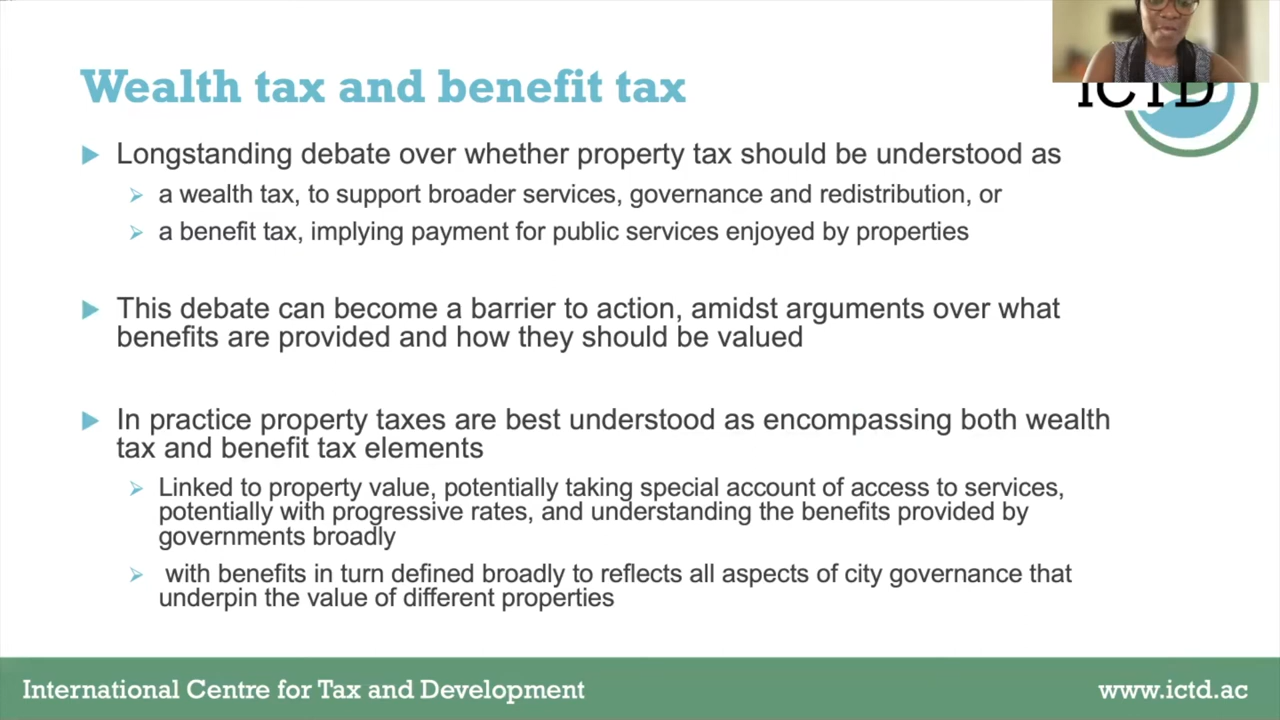 Wealth tax and benefit tax
ICTD
Longstanding debate over whether property tax should be understood as
a wealth tax, to support broader services, governance and redistribution, or
a benefit tax, implying payment for public services enjoyed by properties
This debate can become a barrier to action, amidst arguments over what
benefits are provided and how they should be valued
In practice property taxes are best understood as encompassing both wealth
tax and benefit tax elements
Linked to property value, potentially taking special account of access to services,
potentially with progressive rates, and understanding the benefits provided by
governments broadly
with benefits in turn defined broadly to reflects all aspects of city governance that
underpin the value of different properties
International Centre for Tax and Development
www.ictd.ac